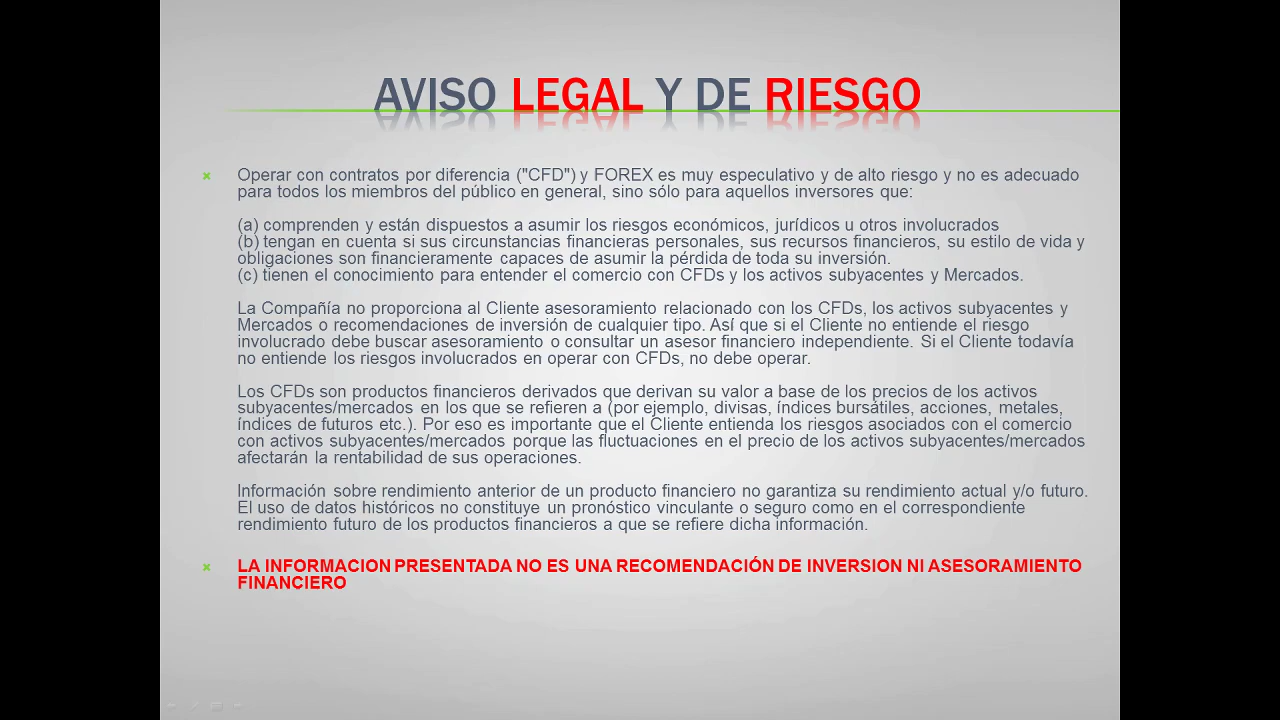 AVISO LEGAL Y DE RIESGO
Operar con contratos por diferencia ("CFD") y FOREX es muy especulativo y de alto riesgo y no es adecuado
para todos los miembros del público en general, sino sólo para aquellos inversores que:
(a) comprenden y están dispuestos a asumir los riesgos económicos, jurídicos u otros involucrados
(b) tengan en cuenta si sus circunstancias financieras personales, sus recursos financieros, su estilo de vida y
obligaciones son financieramente capaces de asumir la pérdida de toda su inversión.
(c) tienen el conocimiento para entender el comercio con CFDs y los activos subyacentes y Mercados.
La Compañía no proporciona al Cliente asesoramiento relacionado con los CFDs, los activos subyacentes y
Mercados o recomendaciones de inversión de cualquier tipo. Así que si el Cliente no entiende el riesgo
involucrado debe buscar asesoramiento o consultar un asesor financiero independiente. Si el Cliente todavía
no entiende los riesgos involucrados en operar con CFDs, no debe operar.
Los CFDs son productos financieros derivados que derivan su valor a base de los precios de los activos
subyacentes/mercados en los que se refieren a (por ejemplo, divisas, índices bursátiles, acciones, metales,
índices de futuros etc.). Por eso es importante que el Cliente entienda los riesgos asociados con el comercio
con activos subyacentes/mercados porque las fluctuaciones en el precio de los activos subyacentes/mercados
afectarán la rentabilidad de sus operaciones.
Información sobre rendimiento anterior de un producto financiero no garantiza su rendimiento actual y/o futuro.
El uso de datos históricos no constituye un pronóstico vinculante o seguro como en el correspondiente
rendimiento futuro de los productos financieros a que se refiere dicha información.
LA INFORMACION PRESENTADA NO ES UNA RECOMENDACIÓN DE INVERSION NI ASESORAMIENTO
FINANCIERO